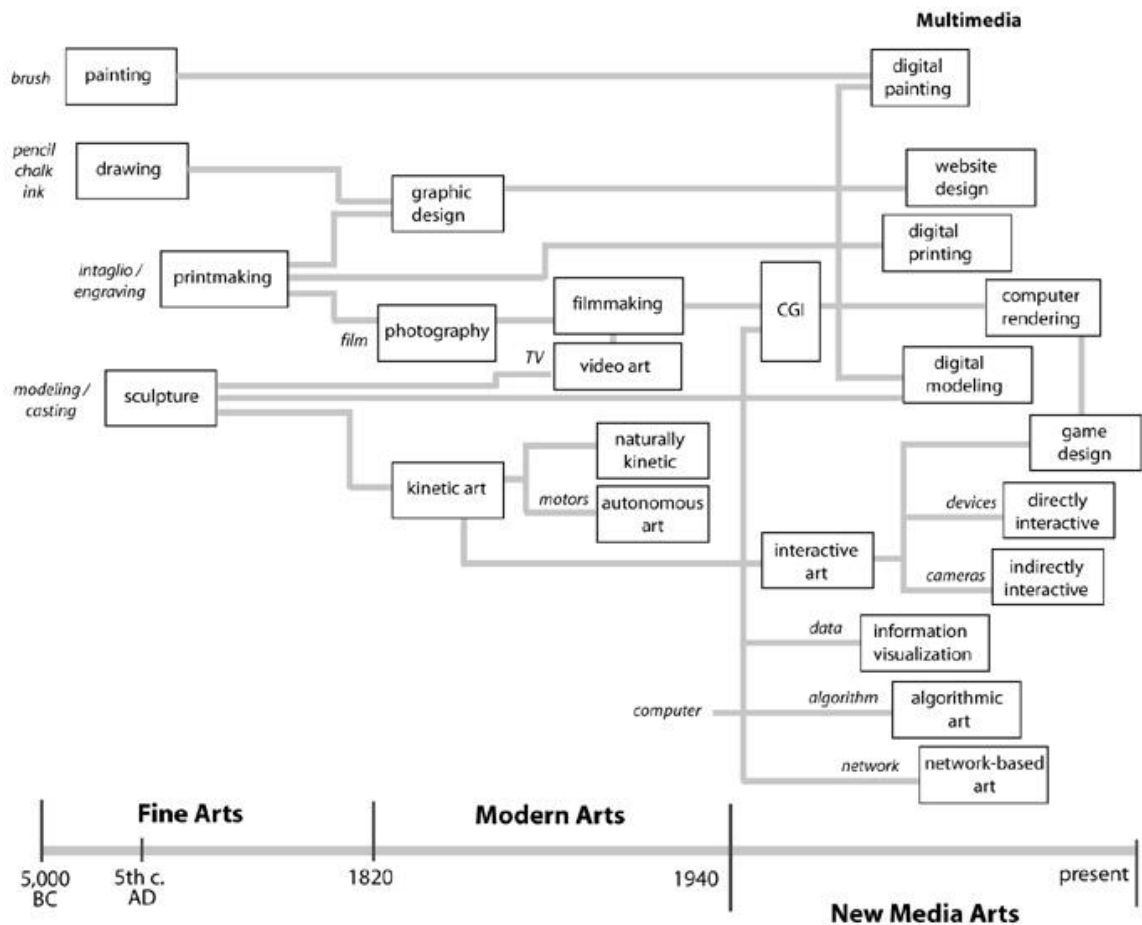 Multimedia
brush
painting
digital
painting
pencil
chalk
ink
drawing
graphic
design
website
design
intaglio /
engraving
printmaking
digital
printing
film
photography
filmmaking
CGI
computer
rendering
TV
video art
modeling /
casting
sculpture
digital
modeling
game
design
kinetic art
naturally
kinetic
motors
autonomous
art
interactive
art
devices
directly
interactive
cameras
indirectly
interactive
data
information
visualization
computer
algorithm
algorithmic
art
network
network-based
art
Fine Arts
Modern Arts
5,000
BC
5th c.
AD
1820
1940
present
New Media Arts